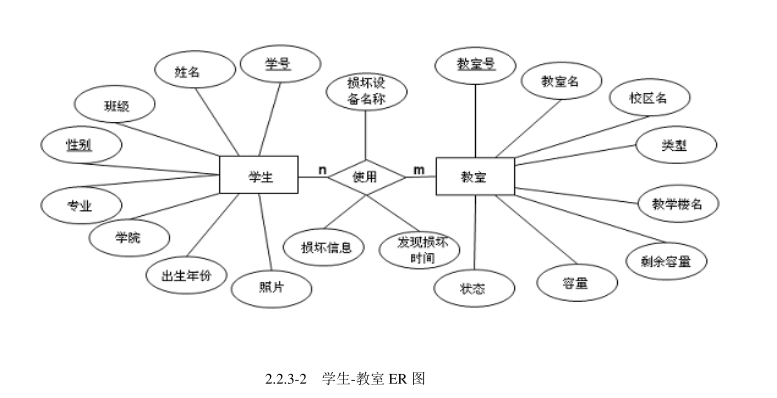 学号
教室号
姓名
损坏设
备名称
教室名
班级
校区名
性别
类型
学生
n
使用
m
教室
专业
教学楼名
学院
损坏信息
发现损坏
时间
剩余容量
出生年份
照片
状态
容量
2.2.3-2 学生-教室 ER 图